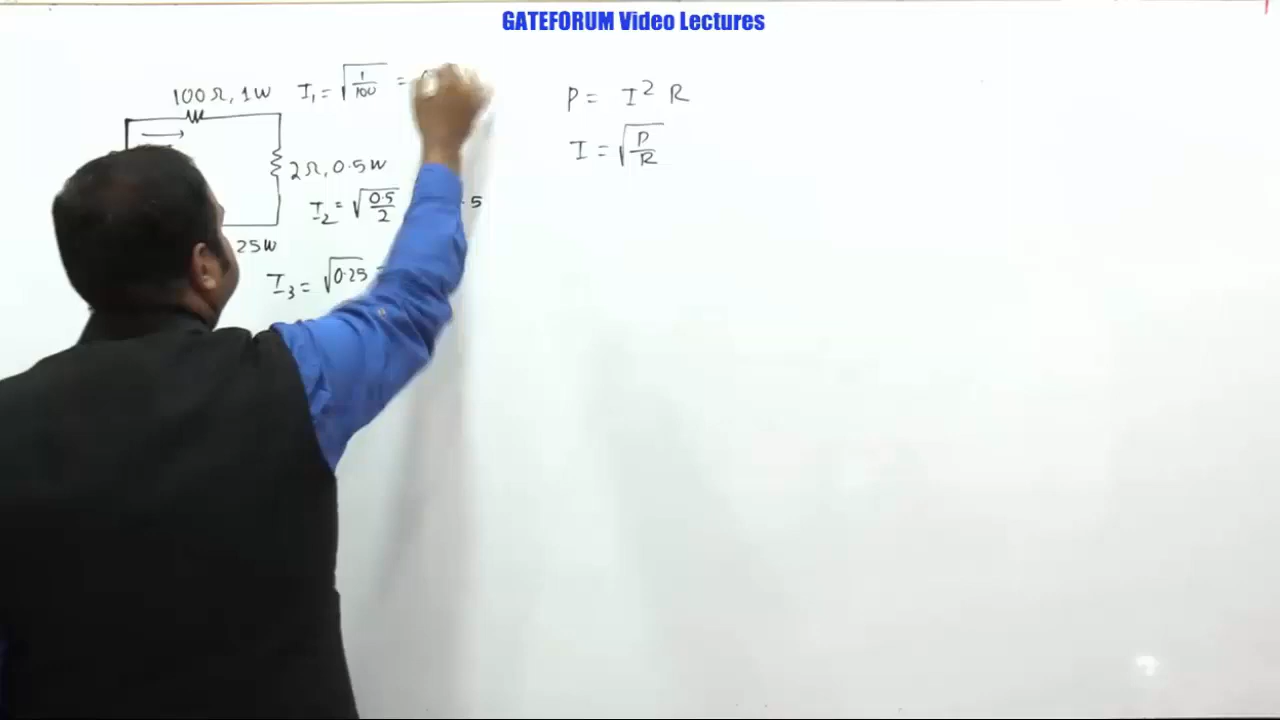 GATEFORUM Video Lectures
100Ω, 1W
I₁ = √(1/100) =
2Ω, 0.5W
I₂ = √(0.5/2)
.5
25W
I₃ = √0.25 =
P = I² R
I = √(P/R)